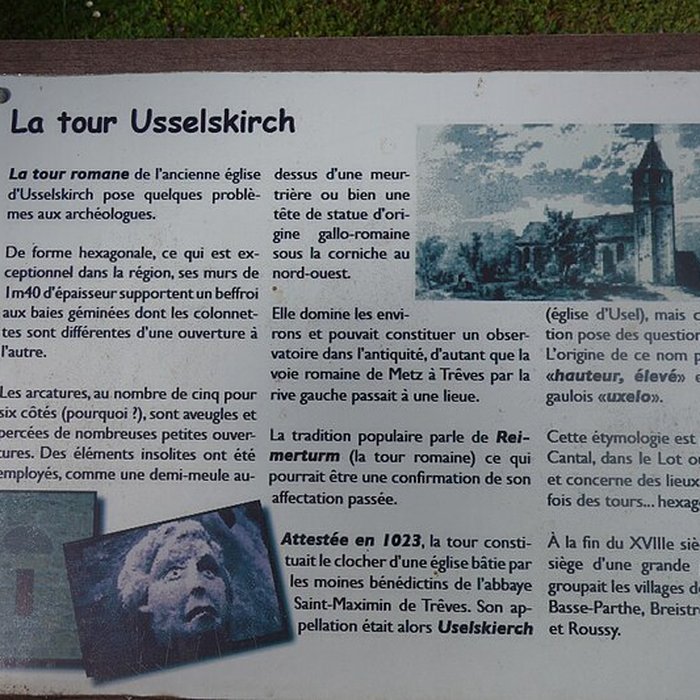 La tour Usselskirch
La tour romane de l'ancienne église
d'Usselskirch pose quelques problè-
mes aux archéologues.
De forme hexagonale, ce qui est ex-
ceptionnel dans la région, ses murs de
1m40 d'épaisseur supportent un beffroi
aux baies géminées dont les colonnet-
tes sont différentes d'une ouverture à
l'autre.
Les arcatures, au nombre de cinq pour
six côtés (pourquoi ?), sont aveugles et
percées de nombreuses petites ouver-
tures. Des éléments insolites ont été
employés, comme une demi-meule au-
dessus d'une meur-
trière ou bien une
tête de statue d'ori-
gine gallo-romaine
sous la corniche au
nord-ouest.
Elle domine les envi-
rons et pouvait constituer un obser-
vatoire dans l'antiquité, d'autant que la
voie romaine de Metz à Trêves par la
rive gauche passait à une lieue.
La tradition populaire parle de Rei-
merturm (la tour romaine) ce qui
pourrait être une confirmation de son
affectation passée.
Attestée en 1023, la tour consti-
tuait le clocher d'une église bâtie par
les moines bénédictins de l'abbaye
Saint-Maximin de Trêves. Son ap-
pellation était alors Uselskierch
(église d'Usel), mais c
tion pose des question
L'origine de ce nom p
«hauteur, élevé» e
gaulois «uxelo».
Cette étymologie est
Cantal, dans le Lot ou
et concerne des lieux
fois des tours... hexag
À la fin du XVIIIe siè
siège d'une grande
groupait les villages d
Basse-Parthe, Breistr
et Roussy.